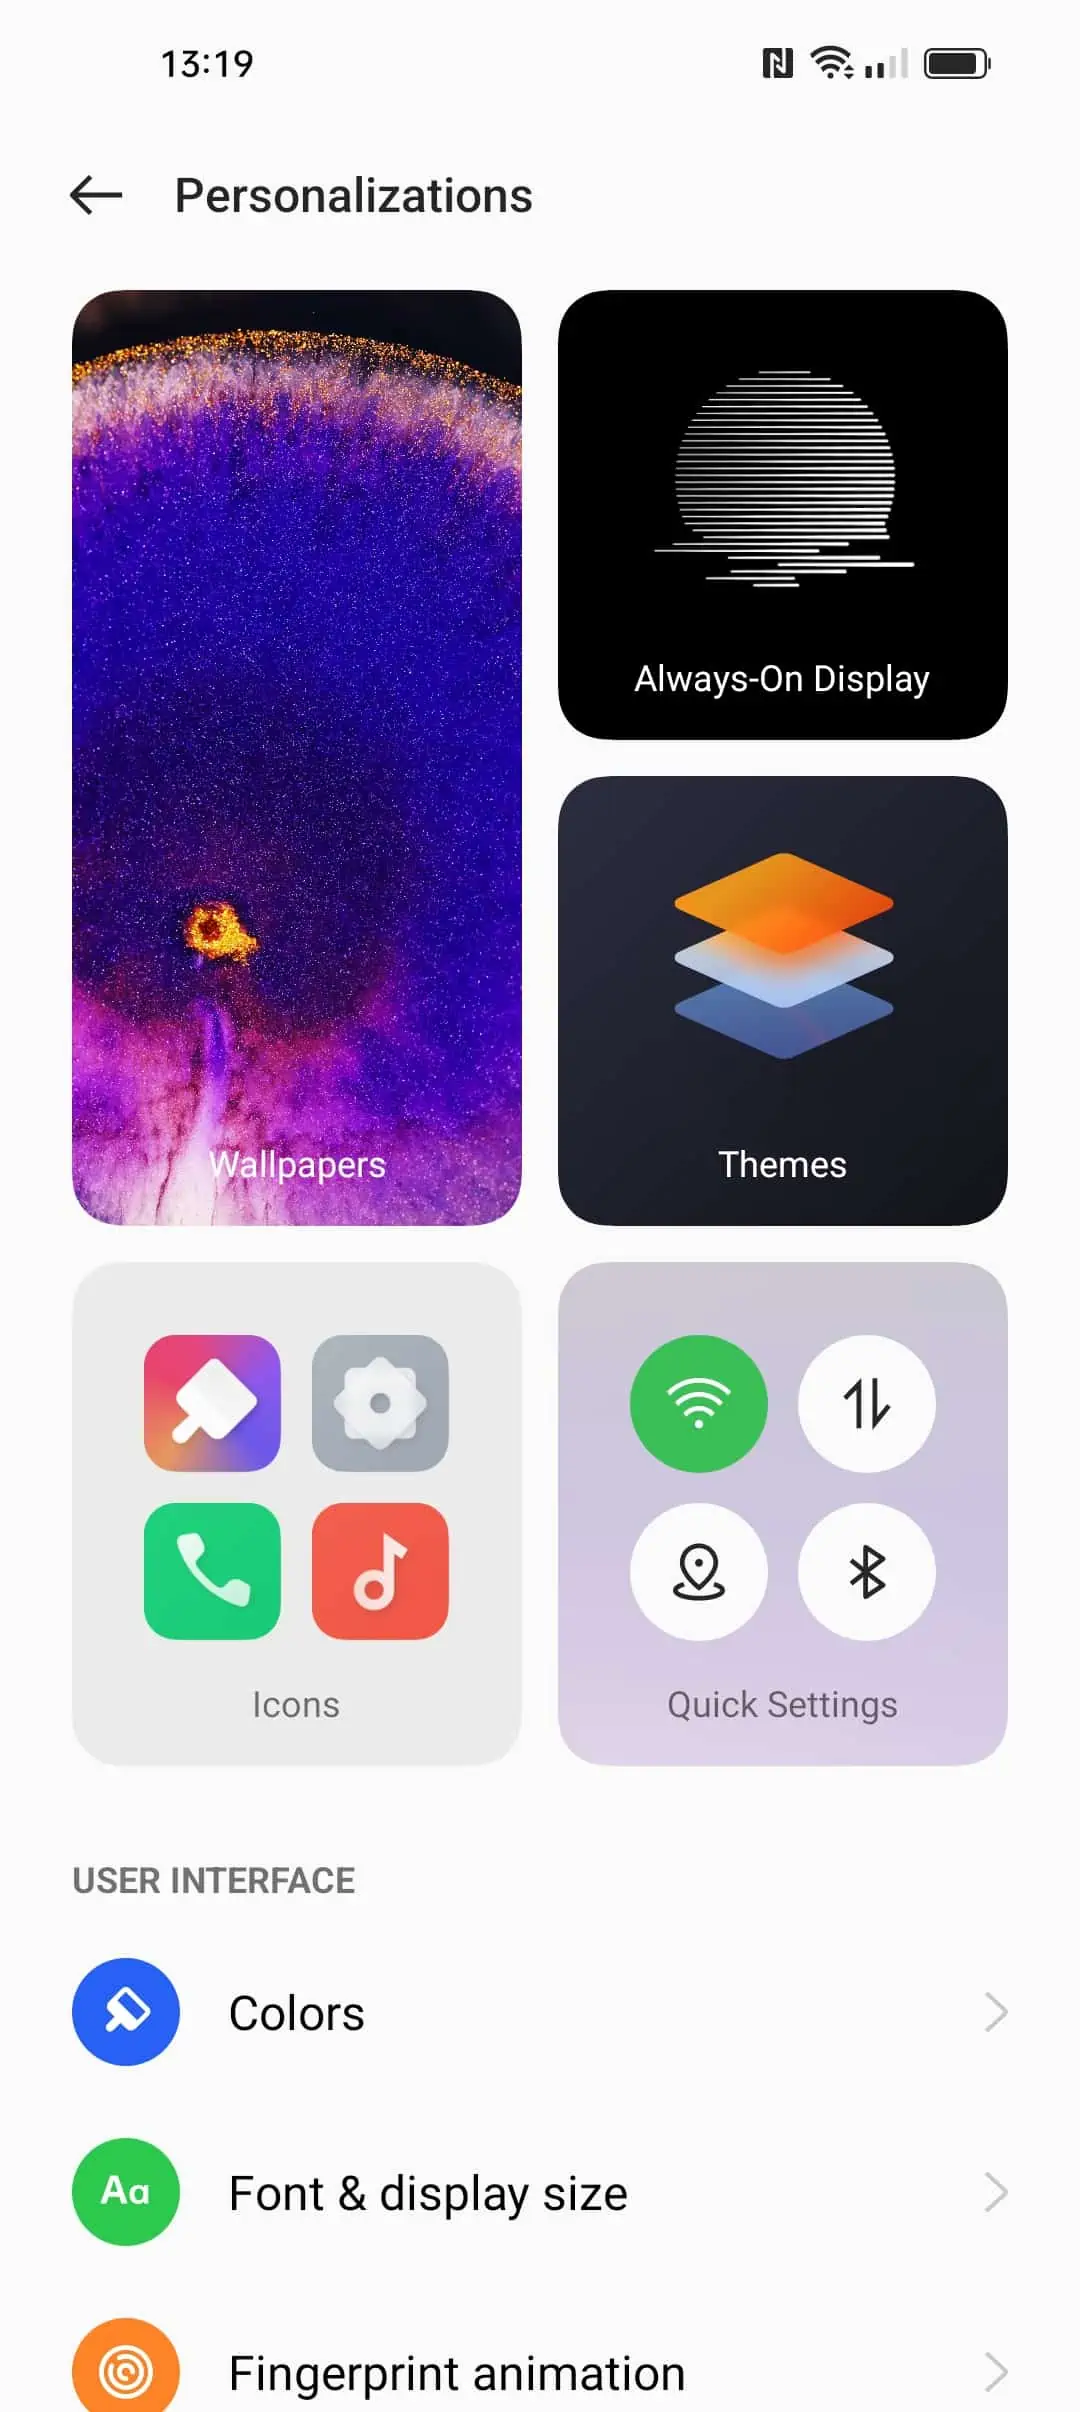 13:19
Personalizations
Always-On Display
Wallpapers
Themes
Icons
Quick Settings
USER INTERFACE
Colors
Aa
Font & display size
Fingerprint animation